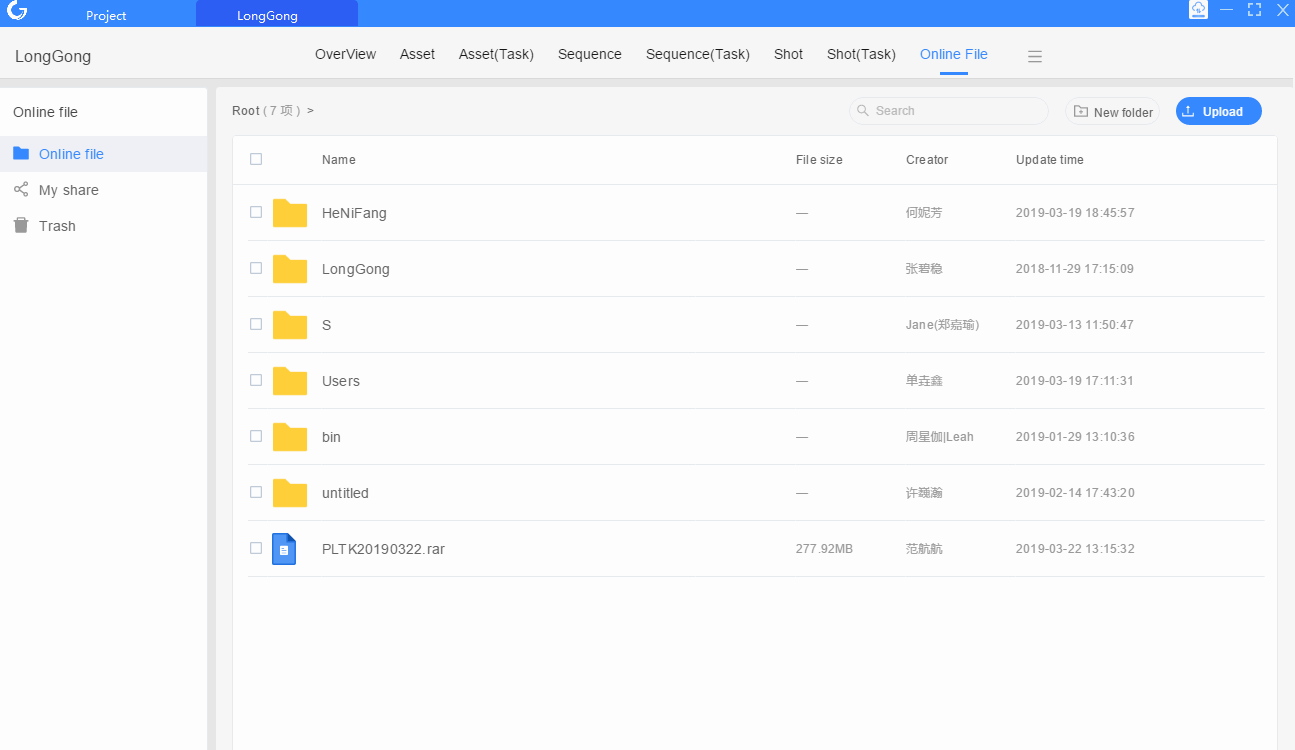 Project LongGong
LongGong OverView Asset Asset(Task) Sequence Sequence(Task) Shot Shot(Task) Online File
Online file
Online file
My share
Trash
Root ( 7 项 ) > Search New folder Upload
Name File size Creator Update time
HeNiFang — 何妮芳 2019-03-19 18:45:57
LongGong — 张碧稳 2018-11-29 17:15:09
S — Jane(郑嘉瑜) 2019-03-13 11:50:47
Users — 单垚鑫 2019-03-19 17:11:31
bin — 周星伽|Leah 2019-01-29 13:10:36
untitled — 许巍瀚 2019-02-14 17:43:20
PLTK20190322.rar 277.92MB 范航航 2019-03-22 13:15:32